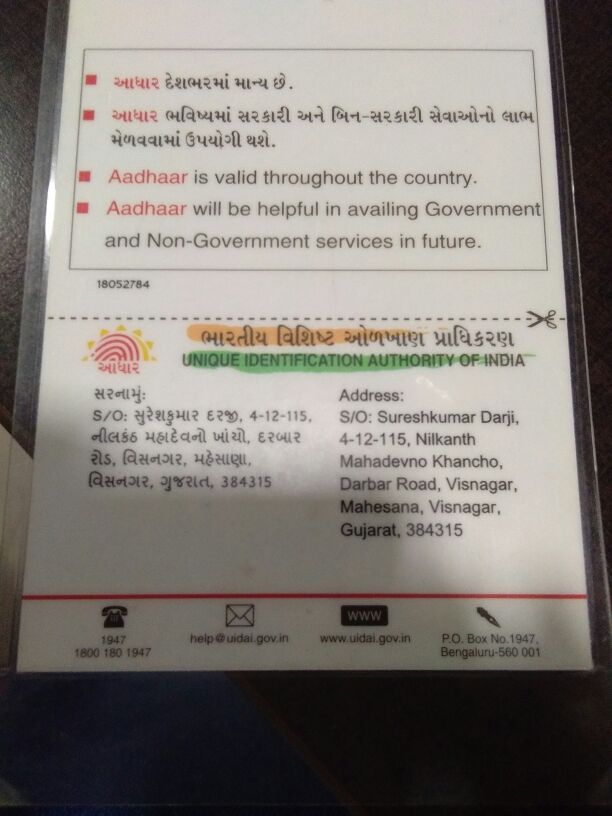 આધાર દેશભરમાં માન્ય છે.
આધાર ભવિષ્યમાં સરકારી અને બિન-સરકારી સેવાઓનો લાભ
મેળવવામાં ઉપયોગી થશે.
Aadhaar is valid throughout the country.
Aadhaar will be helpful in availing Government
and Non-Government services in future.
18052784
ભારતીય વિશિષ્ટ ઓળખાણ પ્રાધિકરણ
UNIQUE IDENTIFICATION AUTHORITY OF INDIA
આધાર
સરનામું:
S/O: સુરેશકુમાર દરજી, 4-12-115,
નીલકંઠ મહાદેવનો ખાંચો, દરબાર
રોડ, વિસનગર, મહેસાણા,
વિસનગર, ગુજરાત, 384315
Address:
S/O: Sureshkumar Darji,
4-12-115, Nilkanth
Mahadevno Khancho,
Darbar Road, Visnagar,
Mahesana, Visnagar,
Gujarat, 384315
1947
1800 180 1947
help@uidai.gov.in
WWW
www.uidai.gov.in
P.O. Box No.1947,
Bengaluru-560 001